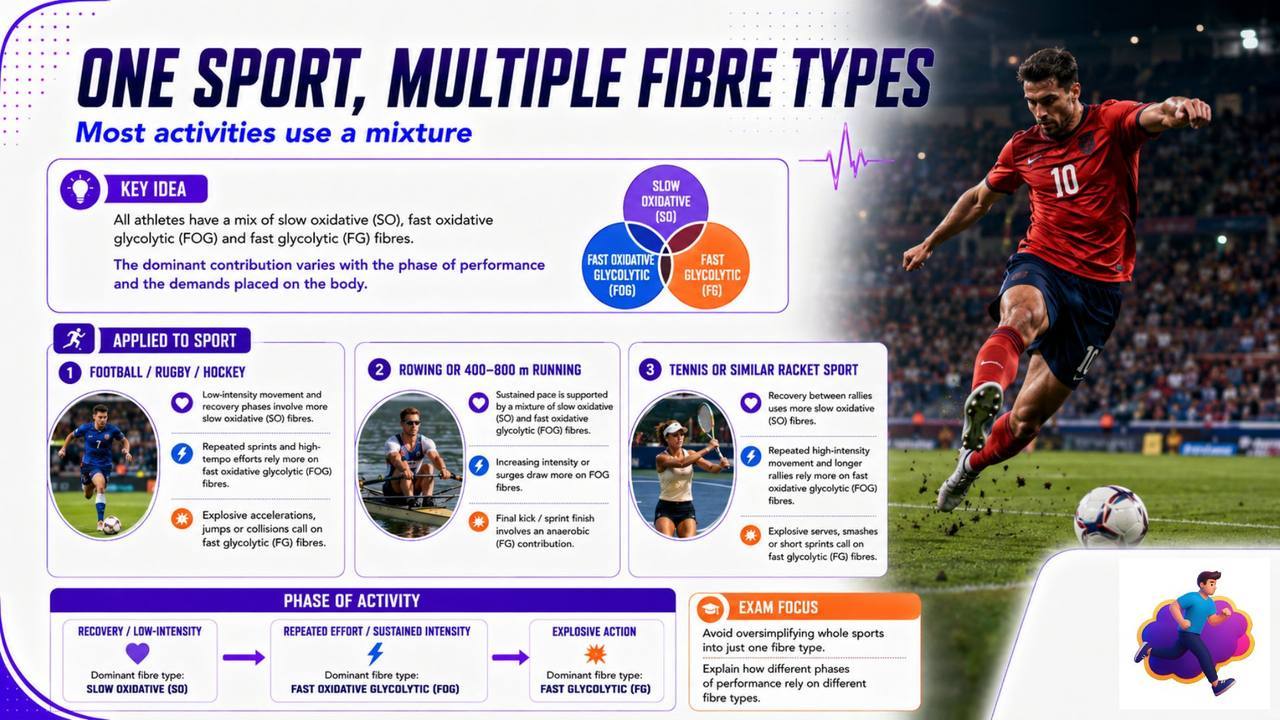 ONE SPORT, MULTIPLE FIBRE TYPES
Most activities use a mixture
KEY IDEA
All athletes have a mix of slow oxidative (SO), fast oxidative
glycolytic (FOG) and fast glycolytic (FG) fibres.
The dominant contribution varies with the phase of performance
and the demands placed on the body.
SLOW
OXIDATIVE
(SO)
FAST OXIDATIVE
GLYCOLYTIC
(FOG)
FAST
GLYCOLYTIC
(FG)
APPLIED TO SPORT
1 FOOTBALL / RUGBY / HOCKEY
Low-intensity movement and
recovery phases involve more
slow oxidative (SO) fibres.
Repeated sprints and high-
tempo efforts rely more on
fast oxidative glycolytic (FOG)
fibres.
Explosive accelerations,
jumps or collisions call on
fast glycolytic (FG) fibres.
7
2 ROWING OR 400–800 m RUNNING
Sustained pace is supported
by a mixture of slow oxidative
(SO) and fast oxidative
glycolytic (FOG) fibres.
Increasing intensity or
surges draw more on FOG
fibres.
Final kick / sprint finish
involves an anaerobic
(FG) contribution.
3 TENNIS OR SIMILAR RACKET SPORT
Recovery between rallies
uses more slow oxidative
(SO) fibres.
Repeated high-intensity
movement and longer
rallies rely more on fast
oxidative glycolytic (FOG)
fibres.
Explosive serves, smashes
or short sprints call on
fast glycolytic (FG) fibres.
PHASE OF ACTIVITY
RECOVERY / LOW-INTENSITY
Dominant fibre type:
SLOW OXIDATIVE (SO)
REPEATED EFFORT / SUSTAINED INTENSITY
Dominant fibre type:
FAST OXIDATIVE GLYCOLYTIC (FOG)
EXPLOSIVE ACTION
Dominant fibre type:
FAST GLYCOLYTIC (FG)
EXAM FOCUS
Avoid oversimplifying whole sports
into just one fibre type.
Explain how different phases
of performance rely on different
fibre types.
10
10